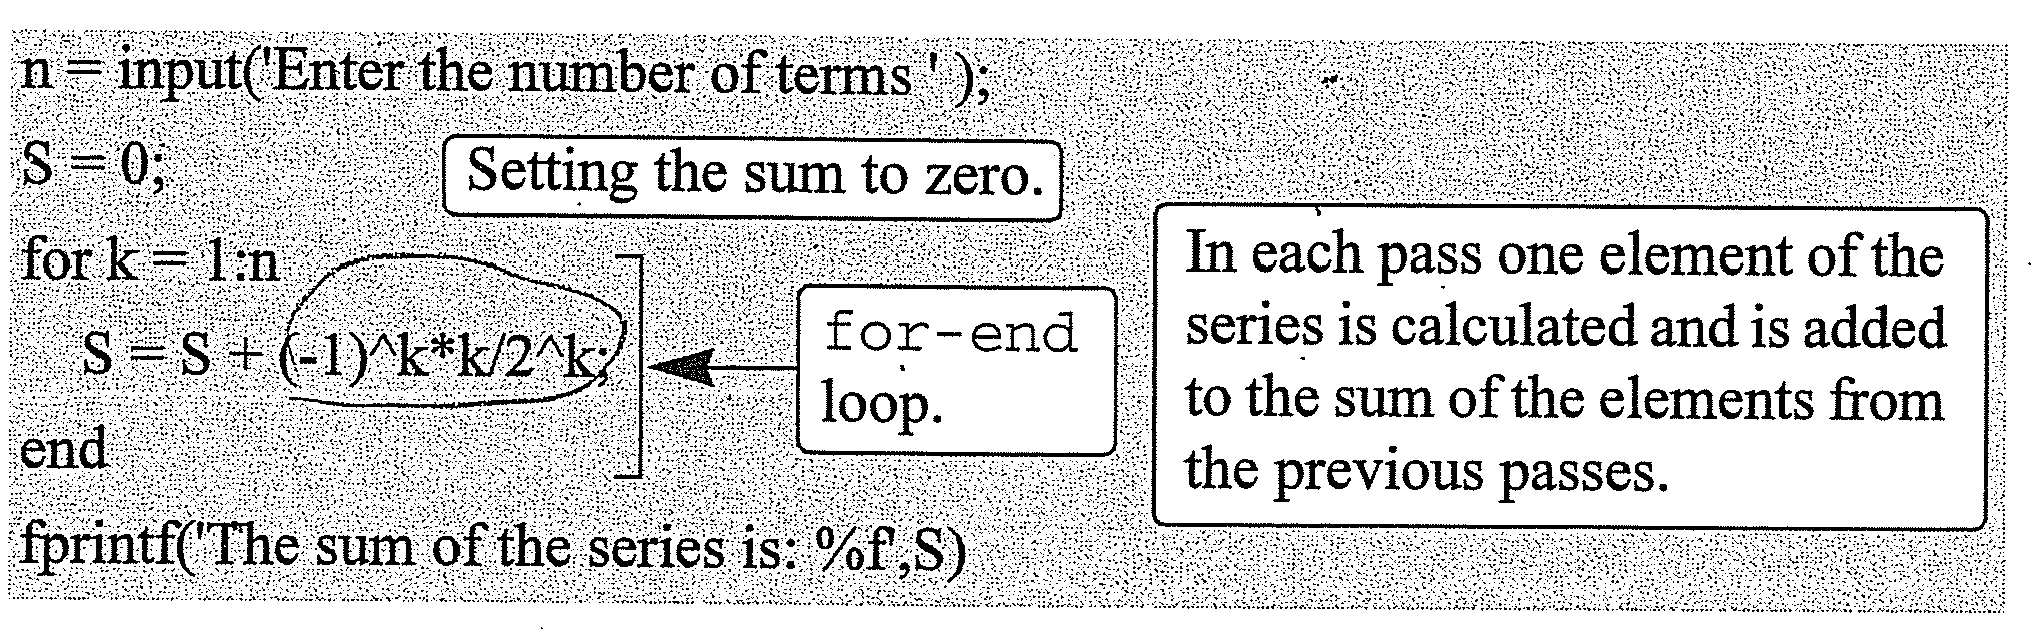 n = input('Enter the number of terms ' );
S = 0;
Setting the sum to zero.
for k = 1:n
S = S + (-1)^k*k/2^k;
end
for-end
loop.
In each pass one element of the
series is calculated and is added
to the sum of the elements from
the previous passes.
fprintf('The sum of the series is: %f',S)